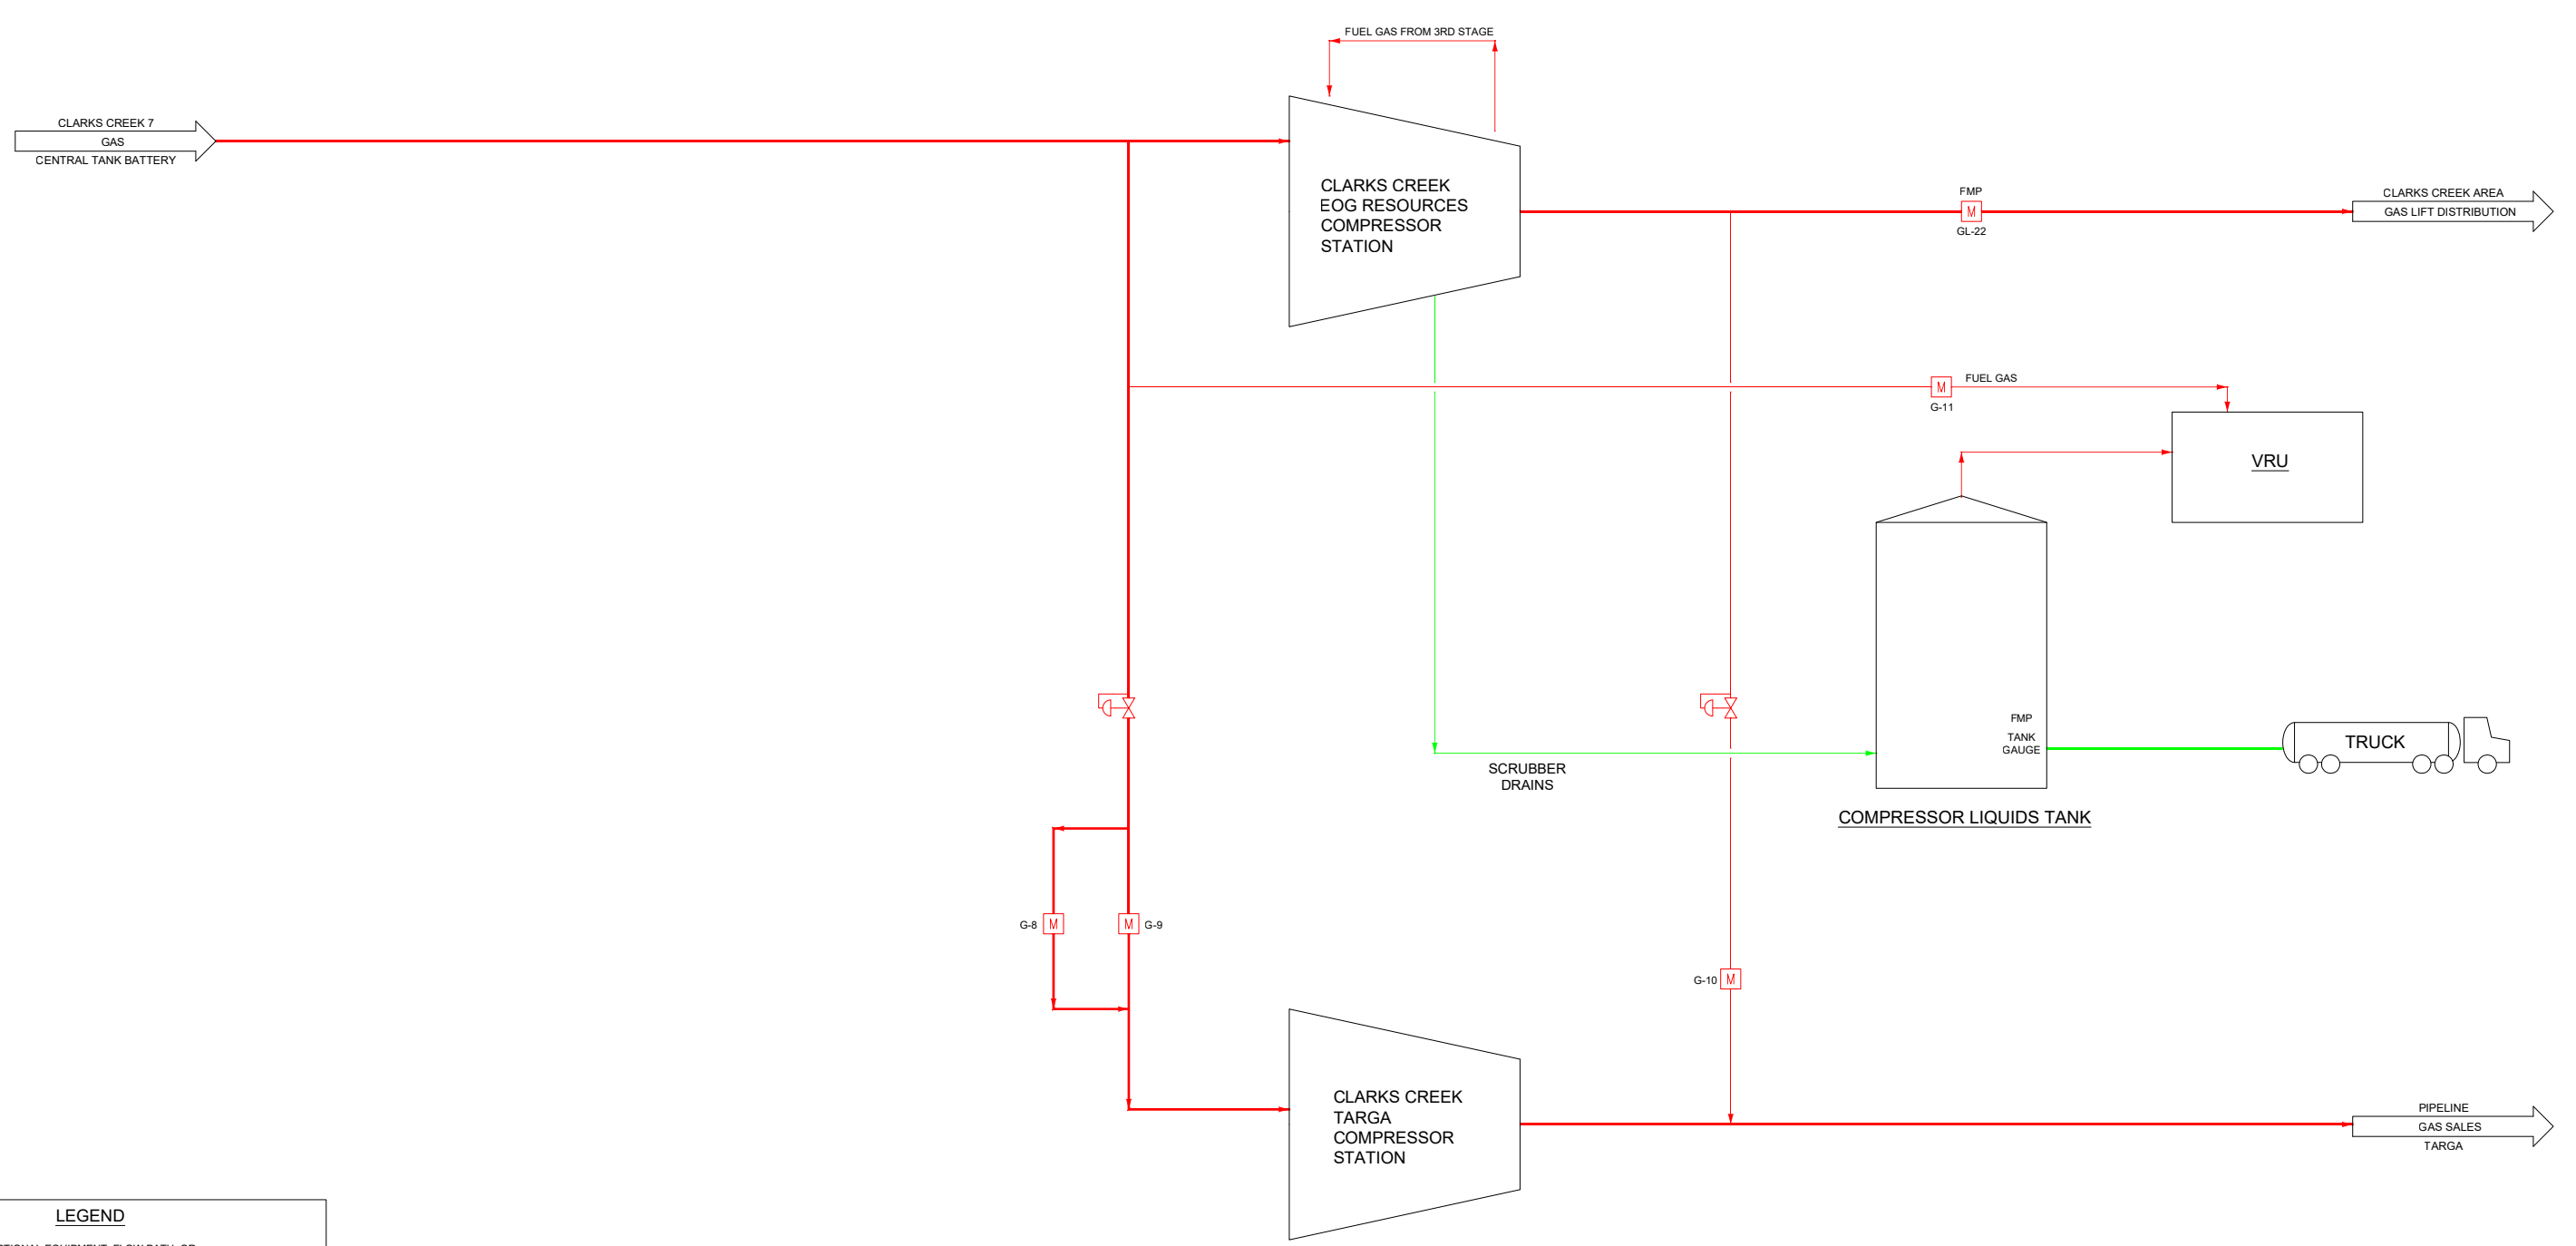 FUEL GAS FROM 3RD STAGE
CLARKS CREEK 7
GAS
CENTRAL TANK BATTERY
CLARKS CREEK
EOG RESOURCES
COMPRESSOR
STATION
FMP
M
GL-22
CLARKS CREEK AREA
GAS LIFT DISTRIBUTION
M
FUEL GAS
G-11
VRU
FMP
TANK
GAUGE
TRUCK
SCRUBBER
DRAINS
COMPRESSOR LIQUIDS TANK
G-8
M
M
G-9
G-10
M
CLARKS CREEK
TARGA
COMPRESSOR
STATION
PIPELINE
GAS SALES
TARGA
LEGEND